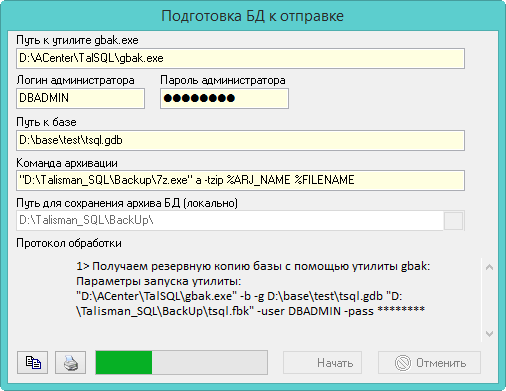 Подготовка БД к отправке
Путь к утилите gbak.exe
D:\ACenter\TalSQL\gbak.exe
Логин администратора Пароль администратора
DBADMIN ●●●●●●●●
Путь к базе
D:\base\test\tsql.gdb
Команда архивации
"D:\Talisman_SQL\Backup\7z.exe" a -tzip %ARJ_NAME %FILENAME
Путь для сохранения архива БД (локально)
D:\Talisman_SQL\BackUp\
Протокол обработки
1> Получаем резервную копию базы с помощью утилиты gbak:
Параметры запуска утилиты:
"D:\ACenter\TalSQL\gbak.exe" -b -g D:\base\test\tsql.gdb "D:
\Talisman_SQL\BackUp\tsql.fbk" -user DBADMIN -pass ********
Начать Отменить